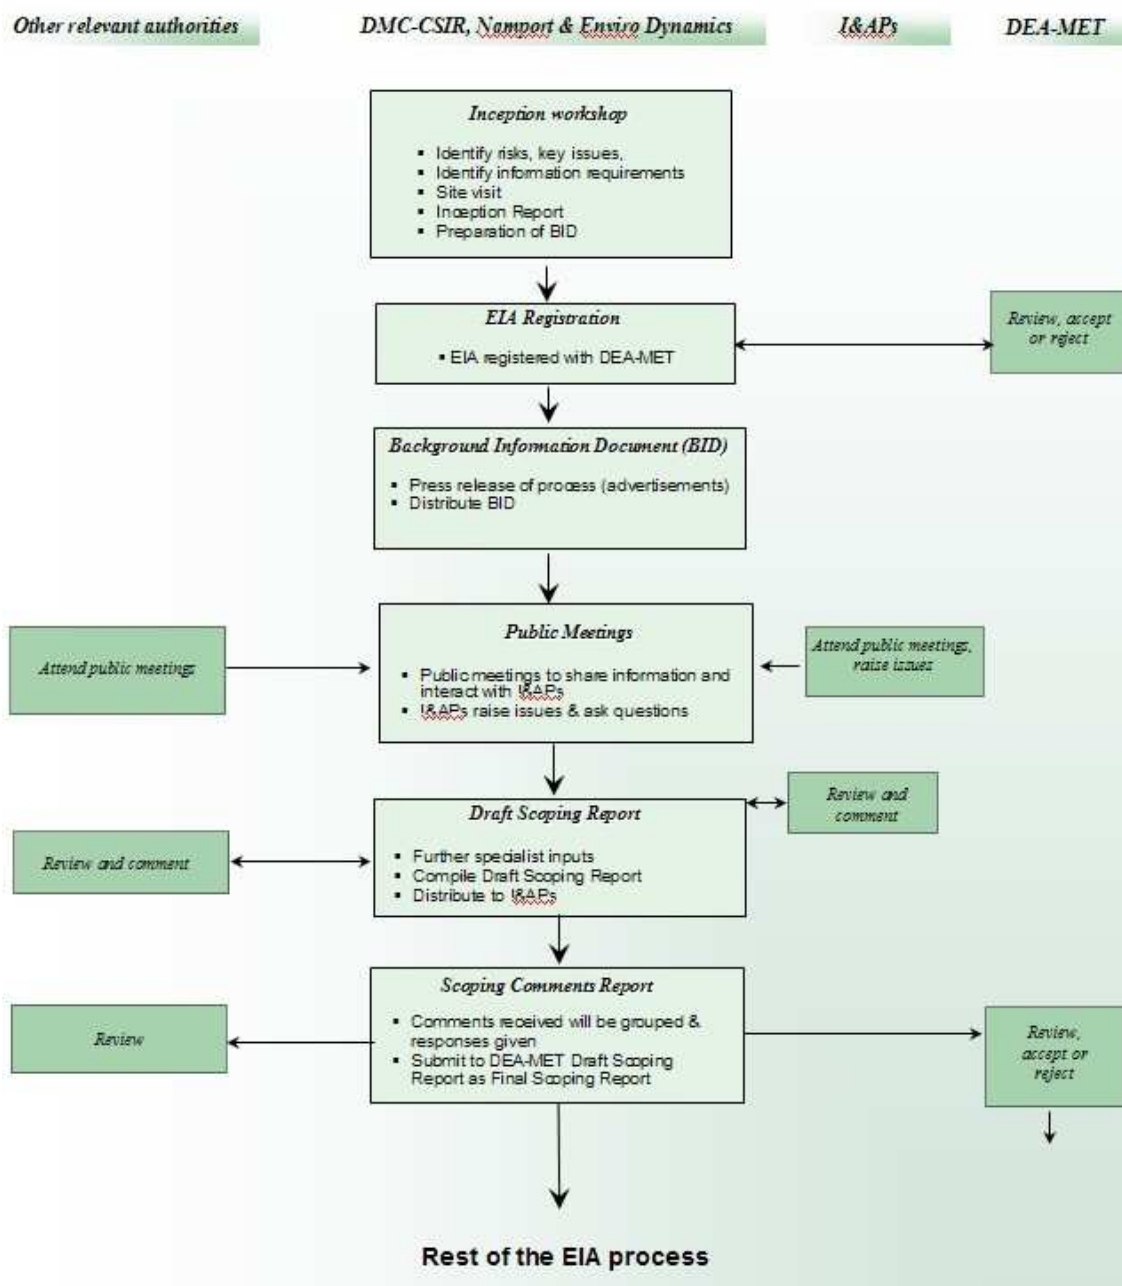 Other relevant authorities
DMC-CSIR, Namport & Enviro Dynamics
I&APs
DEA-MET
Inception workshop
▪ Identify risks, key issues,
▪ Identify information requirements
▪ Site visit
▪ Inception Report
▪ Preparation of BID
EIA Registration
▪ EIA registered with DEA-MET
Review, accept
or reject
Background Information Document (BID)
▪ Press release of process (advertisements)
▪ Distribute BID
Attend public meetings
Public Meetings
▪ Public meetings to share information and
interact with I&APs
▪ I&APs raise issues & ask questions
Attend public meetings,
raise issues
Review and comment
Draft Scoping Report
▪ Further specialist inputs
▪ Compile Draft Scoping Report
▪ Distribute to I&APs
Review and
comment
Review
Scoping Comments Report
▪ Comments received will be grouped &
responses given
▪ Submit to DEA-MET Draft Scoping
Report as Final Scoping Report
Review,
accept or
reject
Rest of the EIA process